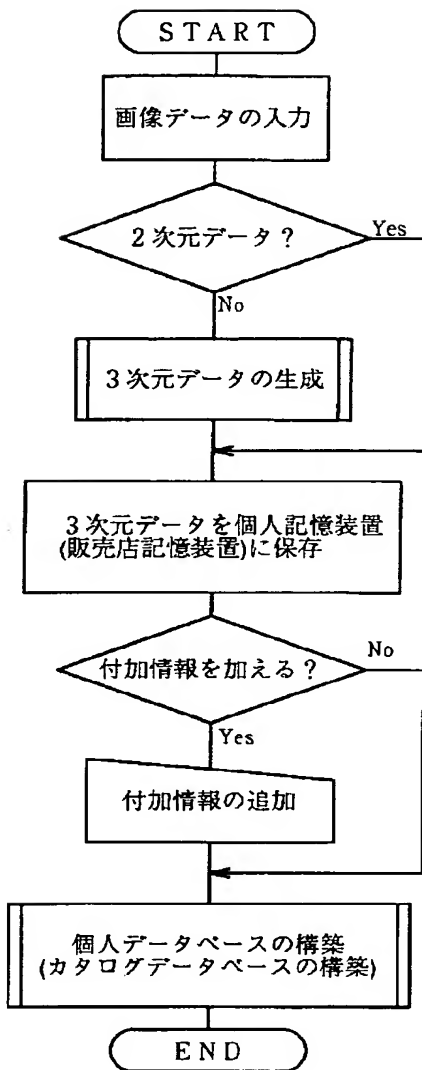 START
画像データの入力
2次元データ?
Yes
No
3次元データの生成
3次元データを個人記憶装置
(販売店記憶装置)に保存
付加情報を加える?
No
Yes
付加情報の追加
個人データベースの構築
(カタログデータベースの構築)
END